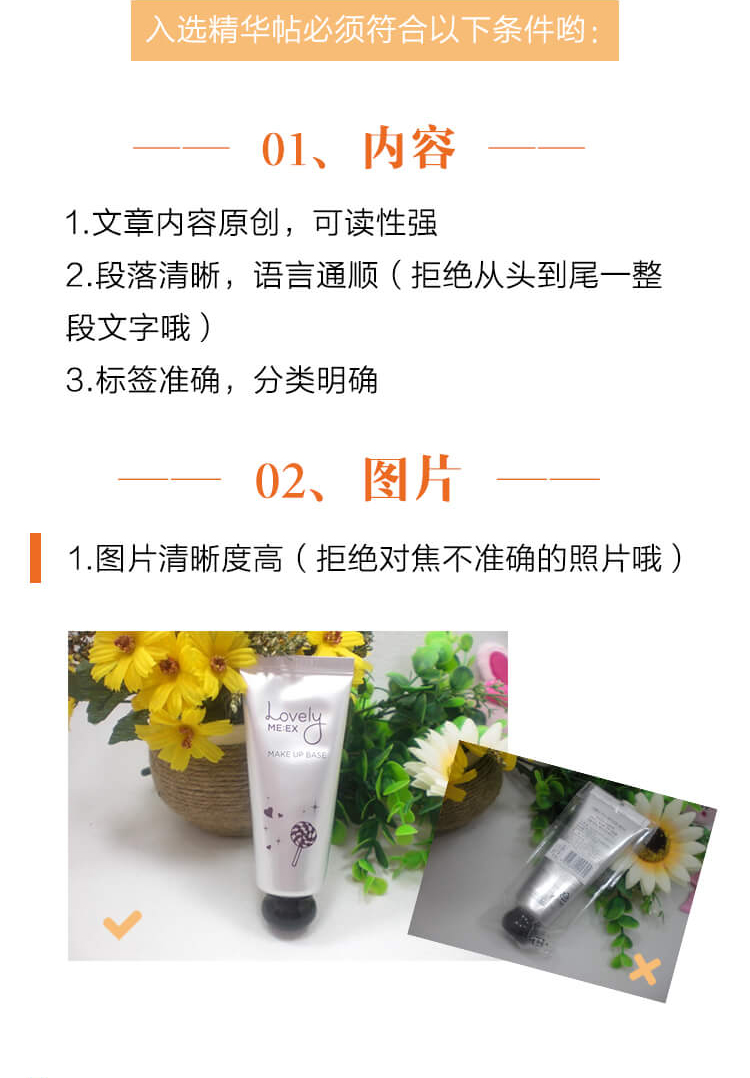 入选精华帖必须符合以下条件哟：
01、内容
1.文章内容原创，可读性强
2.段落清晰，语言通顺（拒绝从头到尾一整
段文字哦）
3.标签准确，分类明确
02、图片
1.图片清晰度高（拒绝对焦不准确的照片哦）
Lovely
ME:EX
MAKE UP BASE